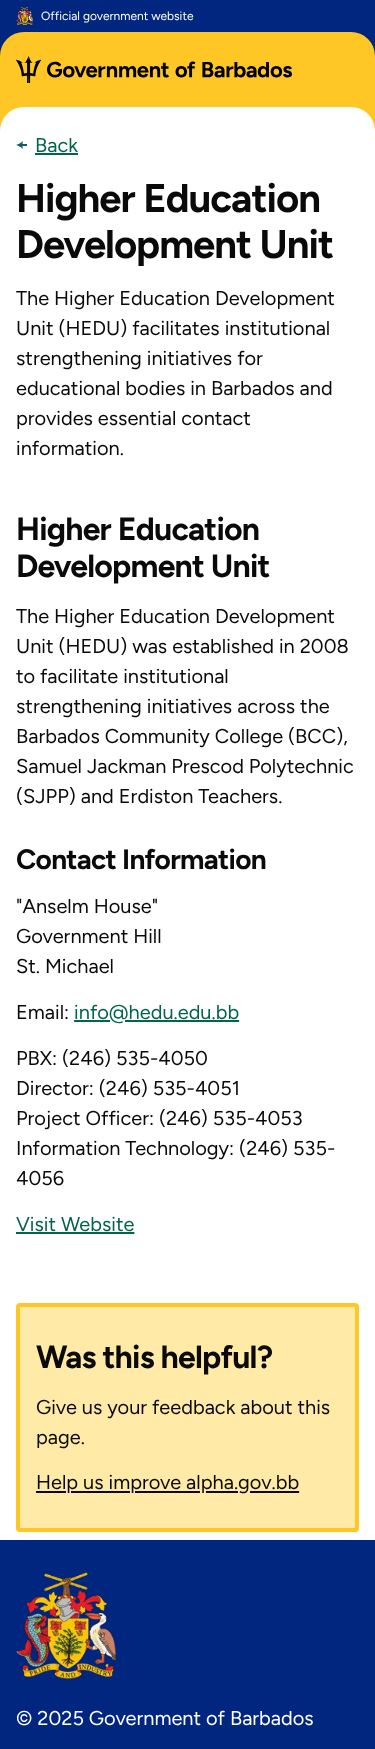 Official government website
Government of Barbados
Back
Higher Education
Development Unit
The Higher Education Development
Unit (HEDU) facilitates institutional
strengthening initiatives for
educational bodies in Barbados and
provides essential contact
information.
Higher Education
Development Unit
The Higher Education Development
Unit (HEDU) was established in 2008
to facilitate institutional
strengthening initiatives across the
Barbados Community College (BCC),
Samuel Jackman Prescod Polytechnic
(SJPP) and Erdiston Teachers.
Contact Information
"Anselm House"
Government Hill
St. Michael
Email: info@hedu.edu.bb
PBX: (246) 535-4050
Director: (246) 535-4051
Project Officer: (246) 535-4053
Information Technology: (246) 535-
4056
Visit Website
Was this helpful?
Give us your feedback about this
page.
Help us improve alpha.gov.bb
PRIDE AND INDUSTRY
© 2025 Government of Barbados